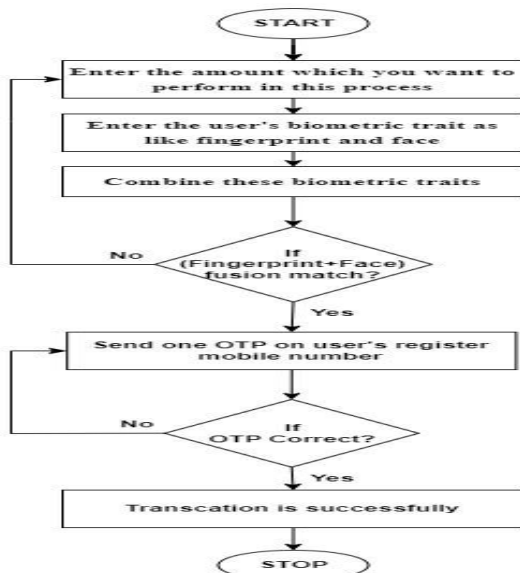 START
Enter the amount which you want to
perform in this process
Enter the user's biometric trait as
like fingerprint and face
Combine these biometric traits
No
If
(Fingerprint+Face)
fusion match?
Yes
Send one OTP on user's register
mobile number
No
If
OTP Correct?
Yes
Transcation is successfully
STOP